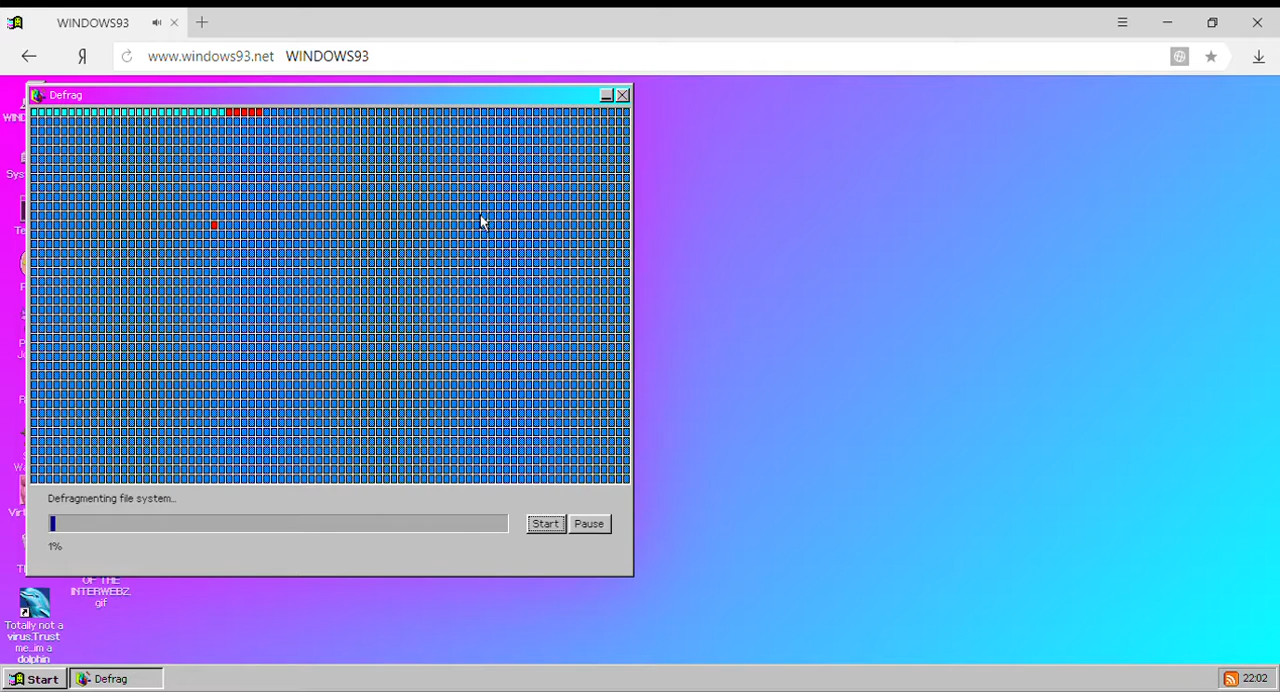 WINDOWS93
Я
www.windows93.net WINDOWS93
Defrag
Defragmenting file system...
Start
Pause
1%
OF THE
INTERWEBZ.
gif
Totally not a
virus.Trust
me...im a
dolphin
Start
Defrag
22:02